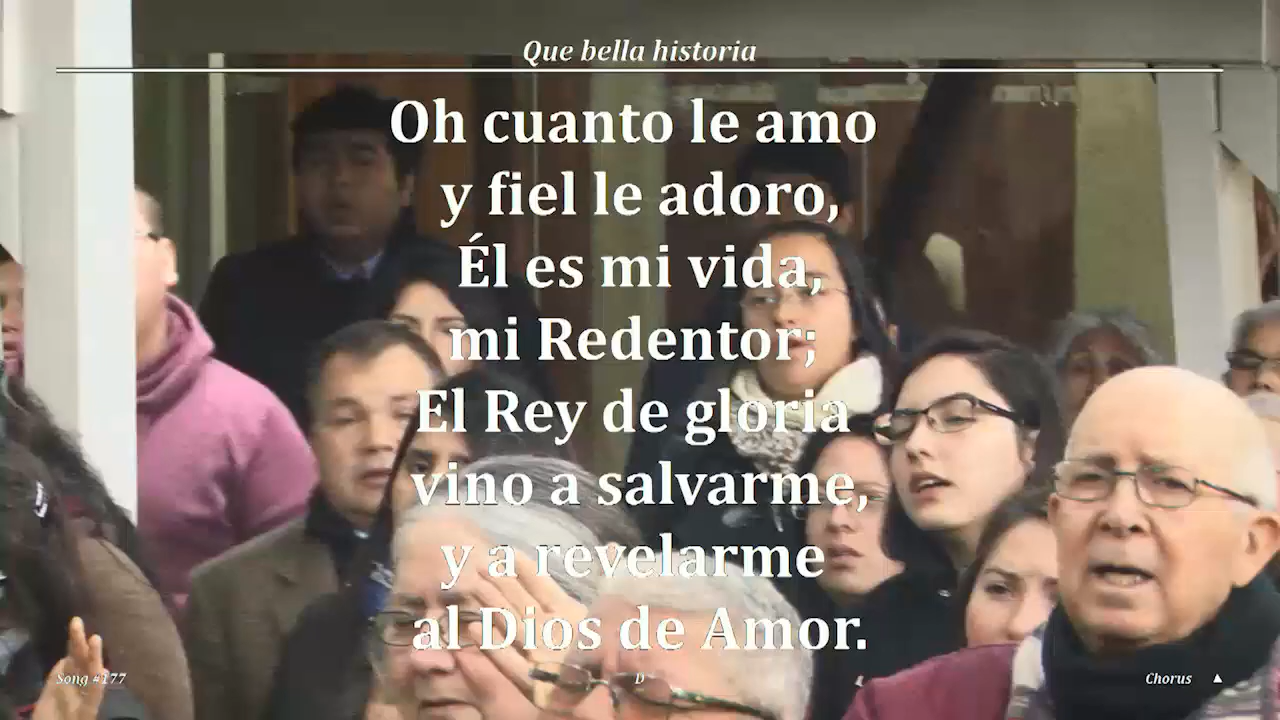 Que bella historia
Oh cuanto le amo
y fiel le adoro,
Él es mi vida,
mi Redentor;
El Rey de gloria
vino a salvarme,
y a revelarme
al Dios de Amor.
Song #177
D
Chorus ▲